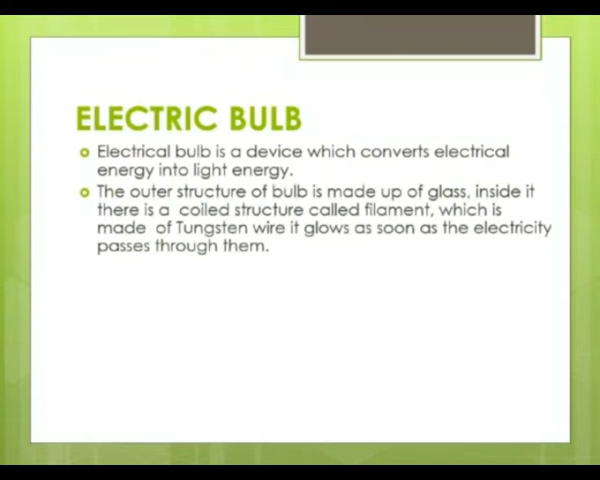 ELECTRIC BULB
Electrical bulb is a device which converts electrical
energy into light energy.
The outer structure of bulb is made up of glass, inside it
there is a coiled structure called filament, which is
made of Tungsten wire it glows as soon as the electricity
passes through them.